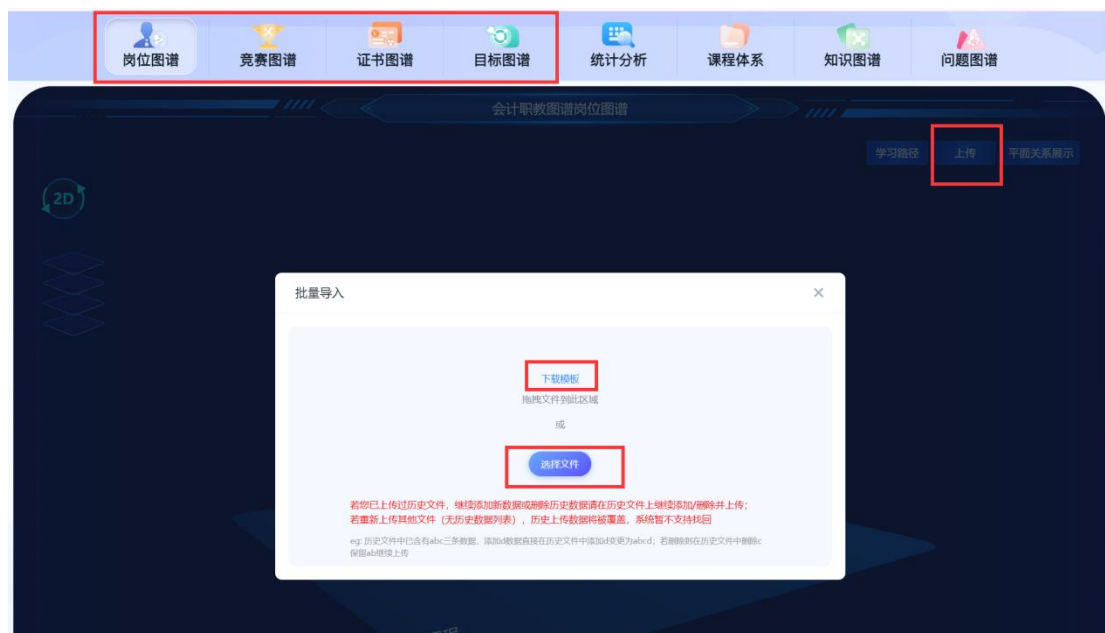 岗位图谱
竞赛图谱
证书图谱
目标图谱
统计分析
课程体系
知识图谱
问题图谱
会计职教图谱岗位图谱
学习路径
上传
平面关系展示
2D
批量导入
下载模板
拖拽文件到此区域
或
选择文件
若您已上传过历史文件，继续添加新数据或删除历史数据请在历史文件上继续添加/删除并上传；
若重新上传其他文件（无历史数据列表），历史上传数据将被覆盖，系统暂不支持找回
eg: 历史文件中已含有abc三条数据，添加d数据直接在历史文件中添加d变更为abcd；若删除则在历史文件中删除c
保留ab继续上传